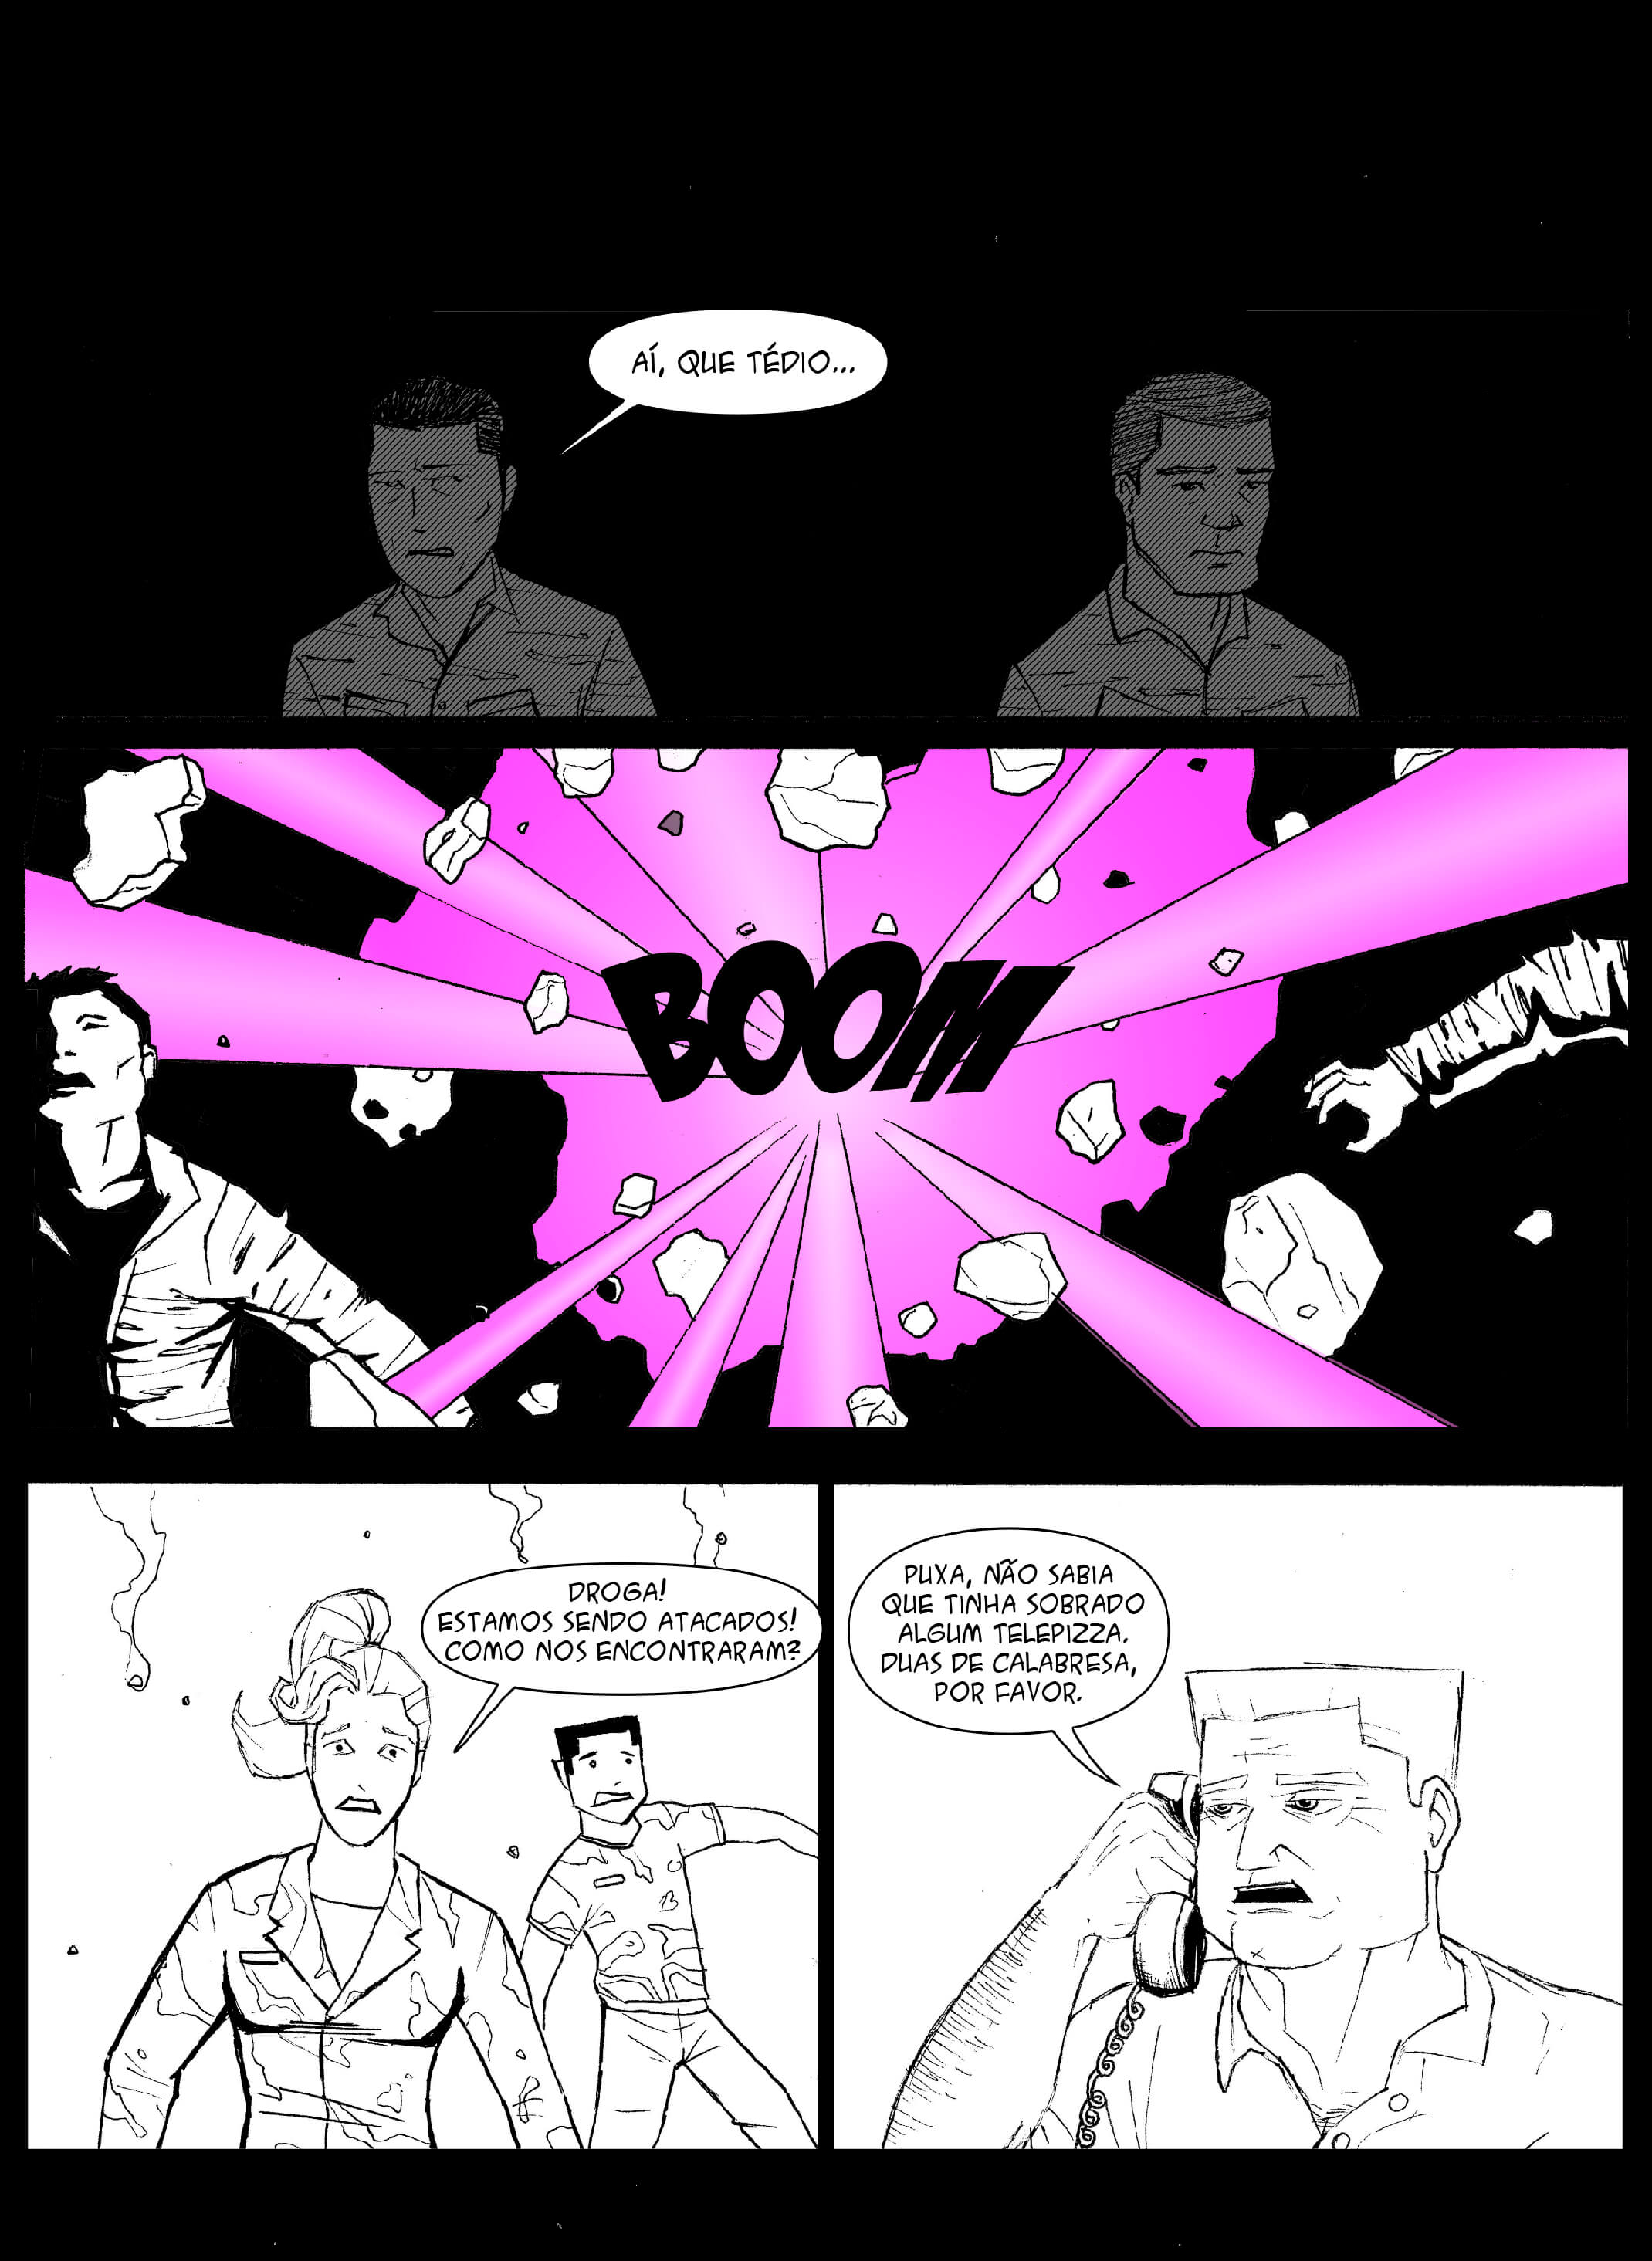 AÍ, QUE TÉDIO...
BOOM
DROGA!
ESTAMOS SENDO ATACADOS!
COMO NOS ENCONTRARAM?
PUXA, NÃO SABIA
QUE TINHA SOBRADO
ALGUM TELEPIZZA.
DUAS DE CALABRESA,
POR FAVOR.